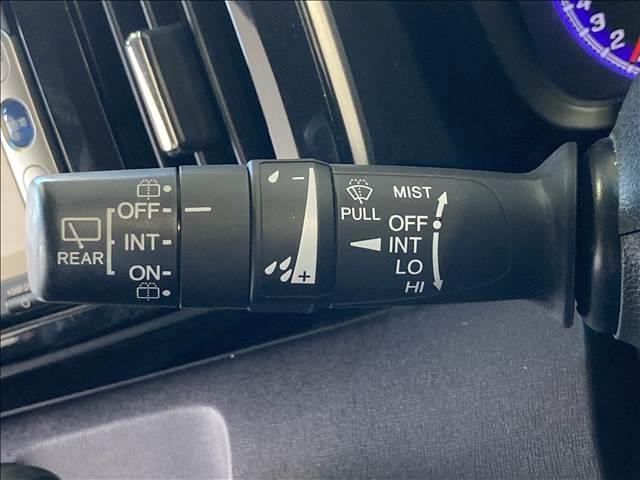 OFF
INT
ON
REAR
-
+
PULL
MIST
OFF
INT
LO
HI